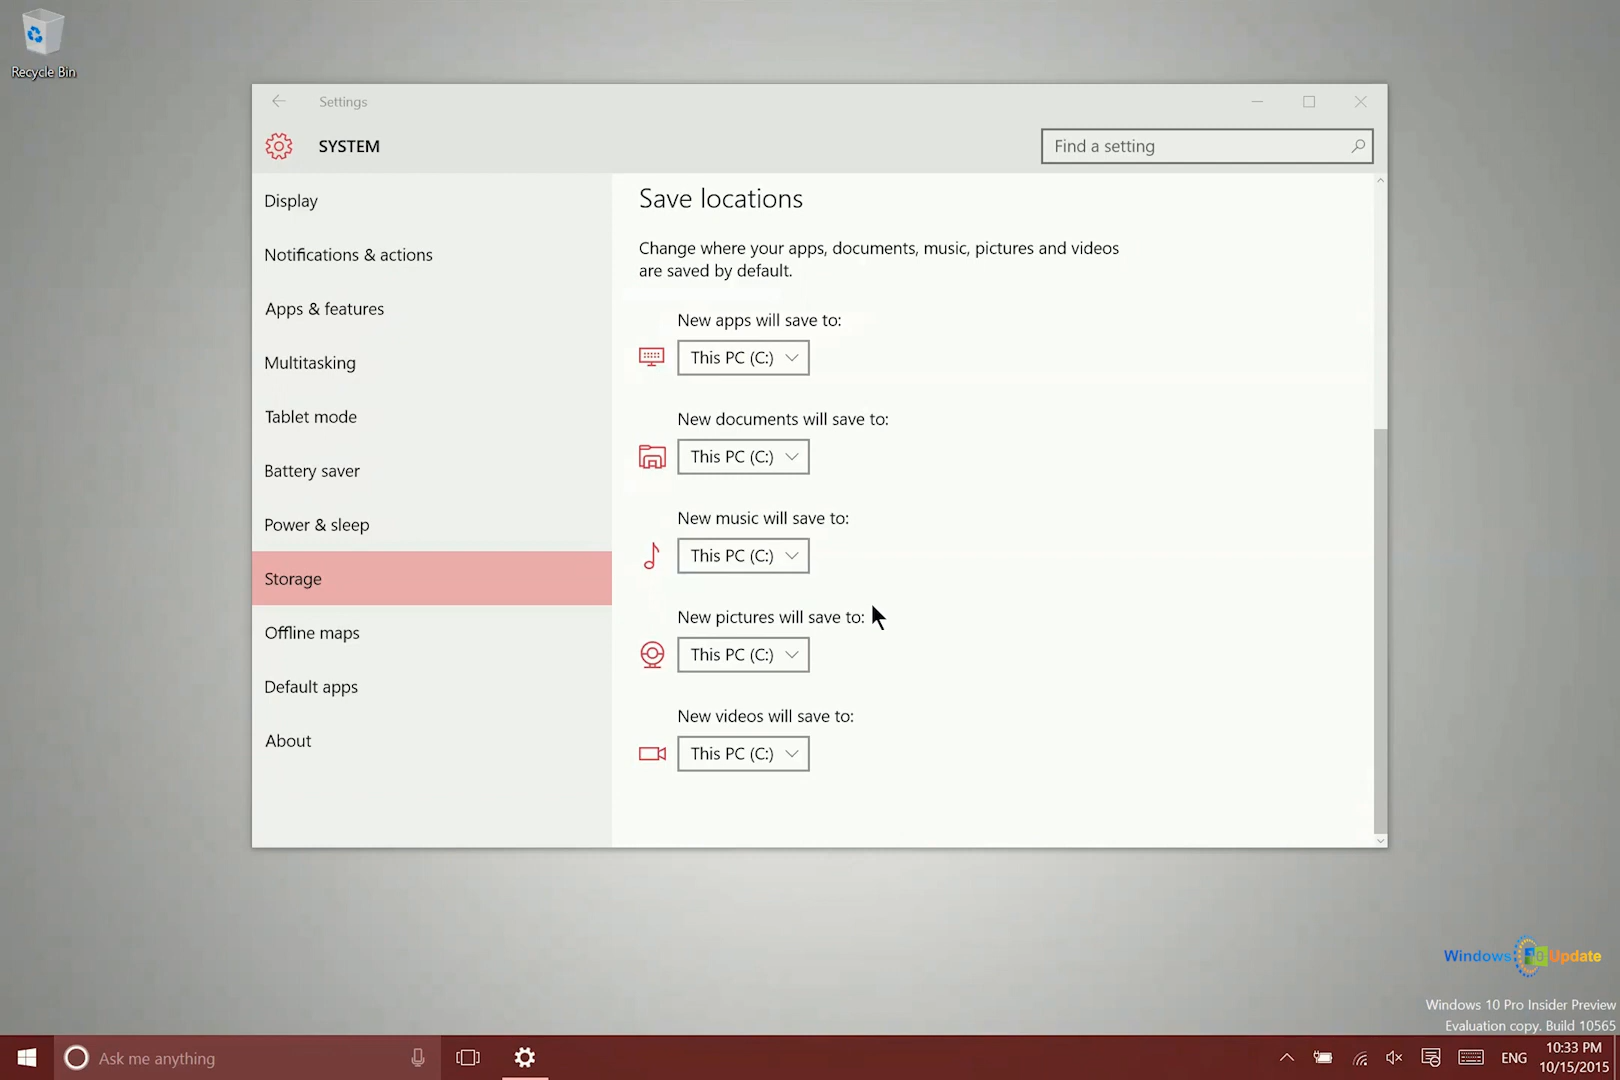 Recycle Bin
Settings
SYSTEM
Find a setting
Display
Notifications & actions
Apps & features
Multitasking
Tablet mode
Battery saver
Power & sleep
Storage
Offline maps
Default apps
About
Save locations
Change where your apps, documents, music, pictures and videos
are saved by default.
New apps will save to:
This PC (C:)
New documents will save to:
This PC (C:)
New music will save to:
This PC (C:)
New pictures will save to:
This PC (C:)
New videos will save to:
This PC (C:)
Windows 10 Update
Windows 10 Pro Insider Preview
Evaluation copy. Build 10565
Ask me anything
ENG
10:33 PM
10/15/2015